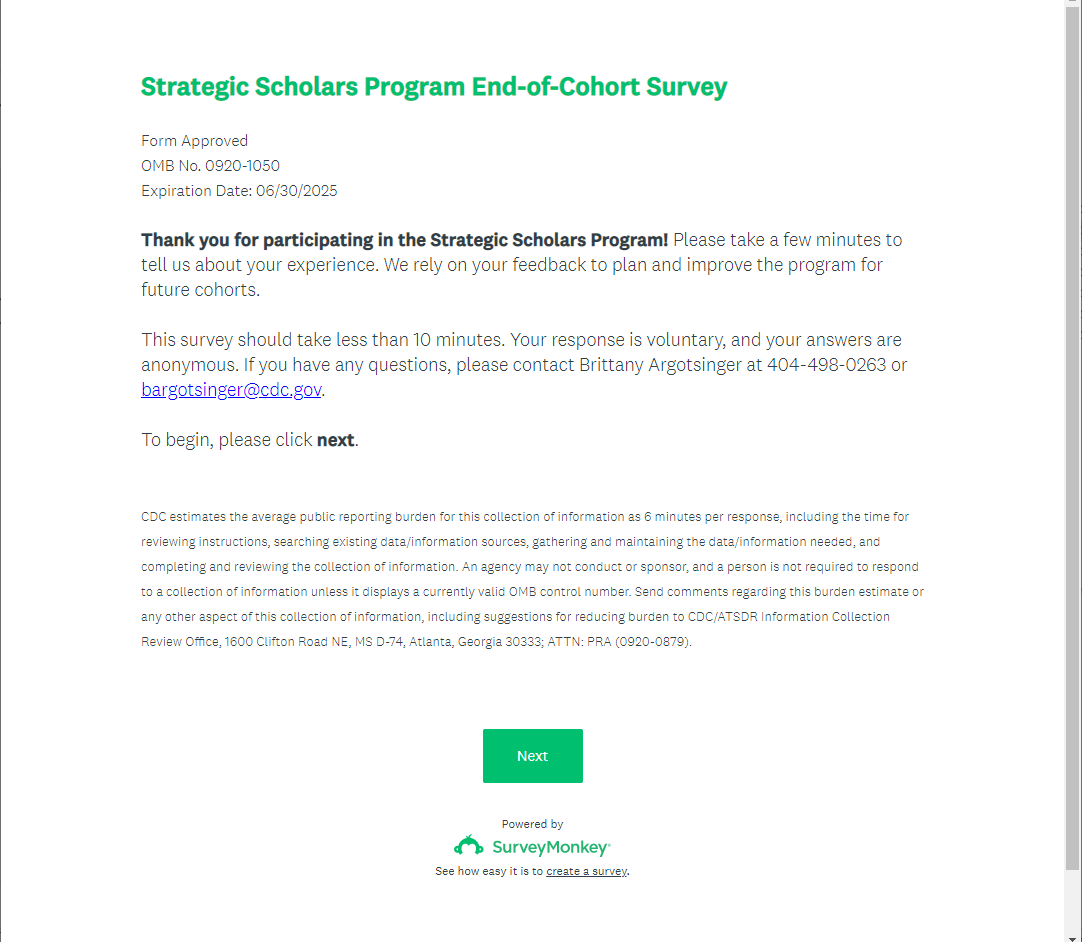 Strategic Scholars Program End-of-Cohort Survey
Form Approved
OMB No. 0920-1050
Expiration Date: 06/30/2025
Thank you for participating in the Strategic Scholars Program! Please take a few minutes to
tell us about your experience. We rely on your feedback to plan and improve the program for
future cohorts.
This survey should take less than 10 minutes. Your response is voluntary, and your answers are
anonymous. If you have any questions, please contact Brittany Argotsinger at 404-498-0263 or
bargotsinger@cdc.gov.
To begin, please click next.
CDC estimates the average public reporting burden for this collection of information as 6 minutes per response, including the time for
reviewing instructions, searching existing data/information sources, gathering and maintaining the data/information needed, and
completing and reviewing the collection of information. An agency may not conduct or sponsor, and a person is not required to respond
to a collection of information unless it displays a currently valid OMB control number. Send comments regarding this burden estimate or
any other aspect of this collection of information, including suggestions for reducing burden to CDC/ATSDR Information Collection
Review Office, 1600 Clifton Road NE, MS D-74, Atlanta, Georgia 30333; ATTN: PRA (0920-0879).
Next
Powered by
SurveyMonkey
See how easy it is to create a survey.